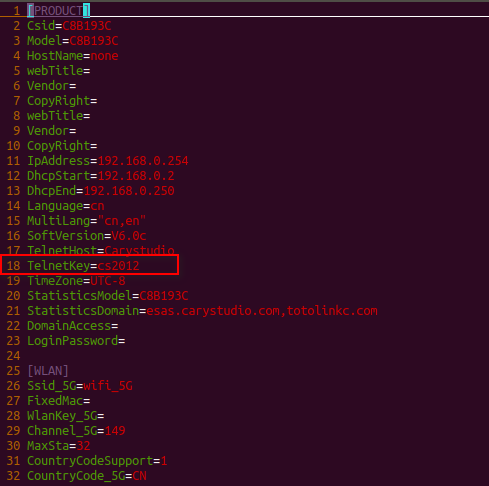 1 [PRODUCT]
2 Csid=C8B193C
3 Model=C8B193C
4 HostName=none
5 webTitle=
6 Vendor=
7 CopyRight=
8 webTitle=
9 Vendor=
10 CopyRight=
11 IpAddress=192.168.0.254
12 DhcpStart=192.168.0.2
13 DhcpEnd=192.168.0.250
14 Language=cn
15 MultiLang="cn,en"
16 SoftVersion=V6.0c
17 TelnetHost=Carystudio
18 TelnetKey=cs2012
19 TimeZone=UTC-8
20 StatisticsModel=C8B193C
21 StatisticsDomain=esas.carystudio.com,totolinkc.com
22 DomainAccess=
23 LoginPassword=
24
25 [WLAN]
26 Ssid_5G=wifi_5G
27 FixedMac=
28 WlanKey_5G=
29 Channel_5G=149
30 MaxSta=32
31 CountryCodeSupport=1
32 CountryCode_5G=CN